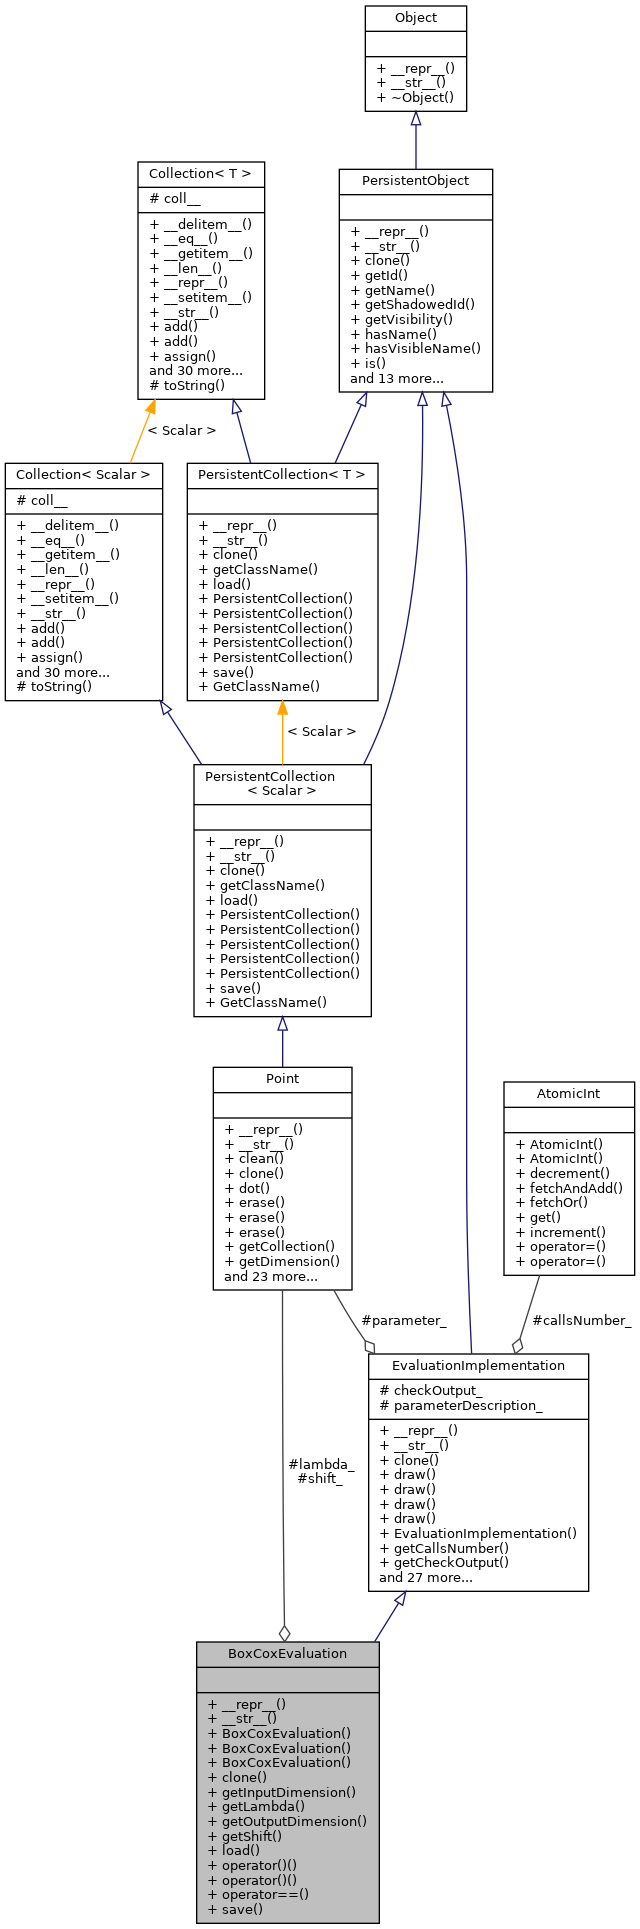 Object
+ __repr__()
+ __str__()
+ ~Object()
Collection< T >
# coll__
+ __delitem__()
+ __eq__()
+ __getitem__()
+ __len__()
+ __repr__()
+ __setitem__()
+ __str__()
+ add()
+ add()
+ assign()
and 30 more...
# toString()
PersistentObject
+ __repr__()
+ __str__()
+ clone()
+ getId()
+ getName()
+ getShadowedId()
+ getVisibility()
+ hasName()
+ hasVisibleName()
+ is()
and 13 more...
< Scalar >
Collection< Scalar >
# coll__
+ __delitem__()
+ __eq__()
+ __getitem__()
+ __len__()
+ __repr__()
+ __setitem__()
+ __str__()
+ add()
+ add()
+ assign()
and 30 more...
# toString()
PersistentCollection< T >
+ __repr__()
+ __str__()
+ clone()
+ getClassName()
+ load()
+ PersistentCollection()
+ PersistentCollection()
+ PersistentCollection()
+ PersistentCollection()
+ PersistentCollection()
+ save()
+ GetClassName()
< Scalar >
PersistentCollection
< Scalar >
+ __repr__()
+ __str__()
+ clone()
+ getClassName()
+ load()
+ PersistentCollection()
+ PersistentCollection()
+ PersistentCollection()
+ PersistentCollection()
+ PersistentCollection()
+ save()
+ GetClassName()
Point
+ __repr__()
+ __str__()
+ clean()
+ clone()
+ dot()
+ erase()
+ erase()
+ erase()
+ getCollection()
+ getDimension()
and 23 more...
AtomicInt
+ AtomicInt()
+ AtomicInt()
+ decrement()
+ fetchAndAdd()
+ fetchOr()
+ get()
+ increment()
+ operator=()
+ operator=()
#parameter_
#callsNumber_
EvaluationImplementation
# checkOutput_
# parameterDescription_
+ __repr__()
+ __str__()
+ clone()
+ draw()
+ draw()
+ draw()
+ draw()
+ EvaluationImplementation()
+ getCallsNumber()
+ getCheckOutput()
and 27 more...
#lambda_
#shift_
BoxCoxEvaluation
+ __repr__()
+ __str__()
+ BoxCoxEvaluation()
+ BoxCoxEvaluation()
+ BoxCoxEvaluation()
+ clone()
+ getInputDimension()
+ getLambda()
+ getOutputDimension()
+ getShift()
+ load()
+ operator()()
+ operator()()
+ operator==()
+ save()